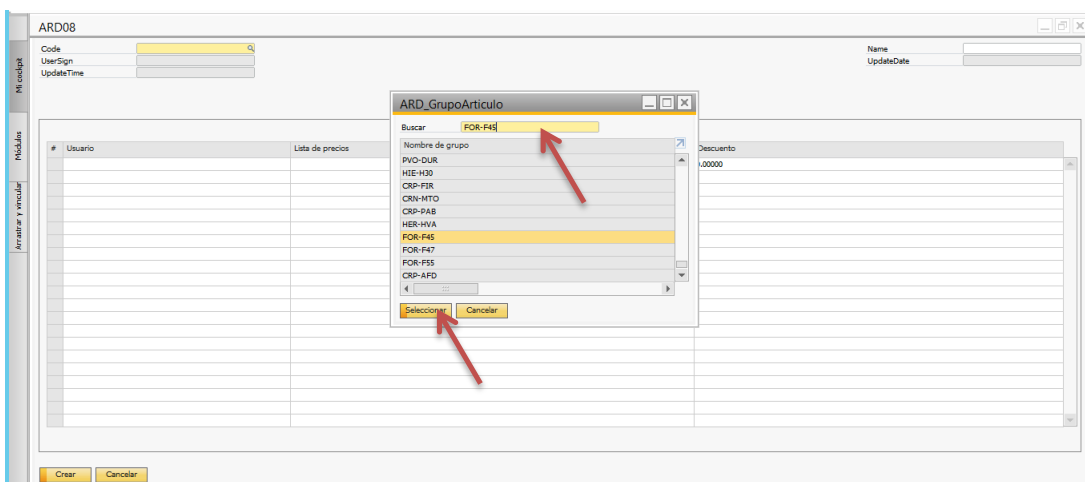 ARD08
Code
Name
UserSign
UpdateDate
UpdateTime
Mi cockpit
Módulos
Arrastrar y vincular
# Usuario Lista de precios Descuento
.00000
ARD_GrupoArticulo
Buscar FOR-F45
Nombre de grupo
PVO-DUR
HIE-H30
CRP-FIR
CRN-MTO
CRP-PAB
HER-HVA
FOR-F45
FOR-F47
FOR-F55
CRP-AFD
Seleccionar Cancelar
Crear Cancelar